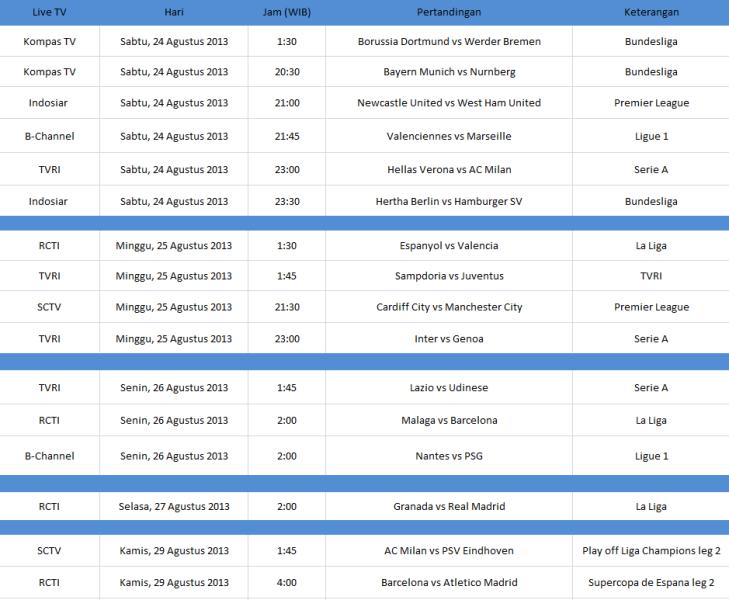 Live TV Hari Jam (WIB) Pertandingan Keterangan
Kompas TV Sabtu, 24 Agustus 2013 1:30 Borussia Dortmund vs Werder Bremen Bundesliga
Kompas TV Sabtu, 24 Agustus 2013 20:30 Bayern Munich vs Nurnberg Bundesliga
Indosiar Sabtu, 24 Agustus 2013 21:00 Newcastle United vs West Ham United Premier League
B-Channel Sabtu, 24 Agustus 2013 21:45 Valenciennes vs Marseille Ligue 1
TVRI Sabtu, 24 Agustus 2013 23:00 Hellas Verona vs AC Milan Serie A
Indosiar Sabtu, 24 Agustus 2013 23:30 Hertha Berlin vs Hamburger SV Bundesliga
RCTI Minggu, 25 Agustus 2013 1:30 Espanyol vs Valencia La Liga
TVRI Minggu, 25 Agustus 2013 1:45 Sampdoria vs Juventus TVRI
SCTV Minggu, 25 Agustus 2013 21:30 Cardiff City vs Manchester City Premier League
TVRI Minggu, 25 Agustus 2013 23:00 Inter vs Genoa Serie A
TVRI Senin, 26 Agustus 2013 1:45 Lazio vs Udinese Serie A
RCTI Senin, 26 Agustus 2013 2:00 Malaga vs Barcelona La Liga
B-Channel Senin, 26 Agustus 2013 2:00 Nantes vs PSG Ligue 1
RCTI Selasa, 27 Agustus 2013 2:00 Granada vs Real Madrid La Liga
SCTV Kamis, 29 Agustus 2013 1:45 AC Milan vs PSV Eindhoven Play off Liga Champions leg 2
RCTI Kamis, 29 Agustus 2013 4:00 Barcelona vs Atletico Madrid Supercopa de Espana leg 2